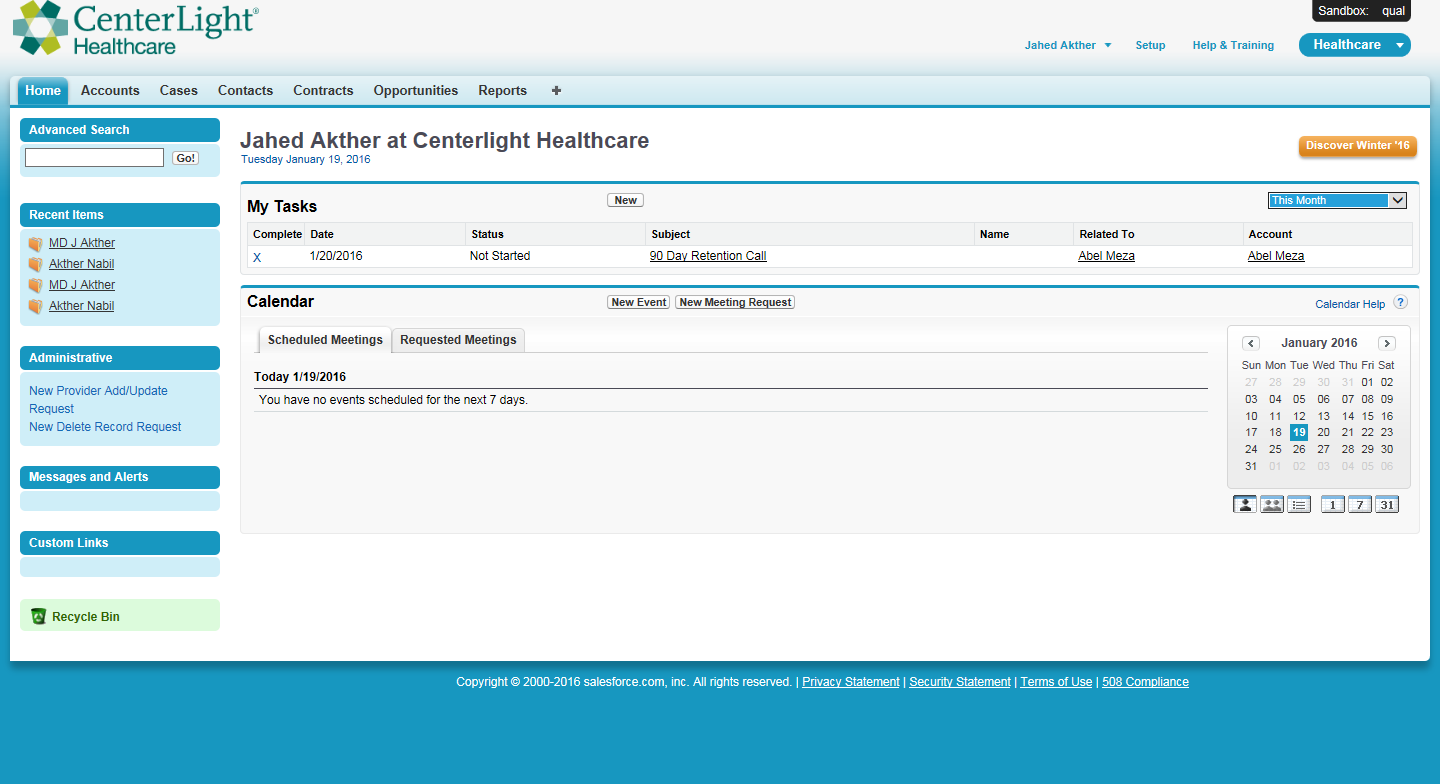 CenterLight®
Healthcare
Sandbox: qual
Jahed Akther Setup Help & Training Healthcare
Home Accounts Cases Contacts Contracts Opportunities Reports +
Advanced Search
Go!
Recent Items
MD J Akther
Akther Nabil
MD J Akther
Akther Nabil
Administrative
New Provider Add/Update
Request
New Delete Record Request
Messages and Alerts
Custom Links
Recycle Bin
Jahed Akther at Centerlight Healthcare
Tuesday January 19, 2016
Discover Winter '16
My Tasks New This Month
Complete Date Status Subject Name Related To Account
X 1/20/2016 Not Started 90 Day Retention Call Abel Meza Abel Meza
Calendar New Event New Meeting Request Calendar Help ?
Scheduled Meetings Requested Meetings
Today 1/19/2016
You have no events scheduled for the next 7 days.
< January 2016 >
Sun Mon Tue Wed Thu Fri Sat
27 28 29 30 31 01 02
03 04 05 06 07 08 09
10 11 12 13 14 15 16
17 18 19 20 21 22 23
24 25 26 27 28 29 30
31 01 02 03 04 05 06
1 7 31
Copyright © 2000-2016 salesforce.com, inc. All rights reserved. | Privacy Statement | Security Statement | Terms of Use | 508 Compliance